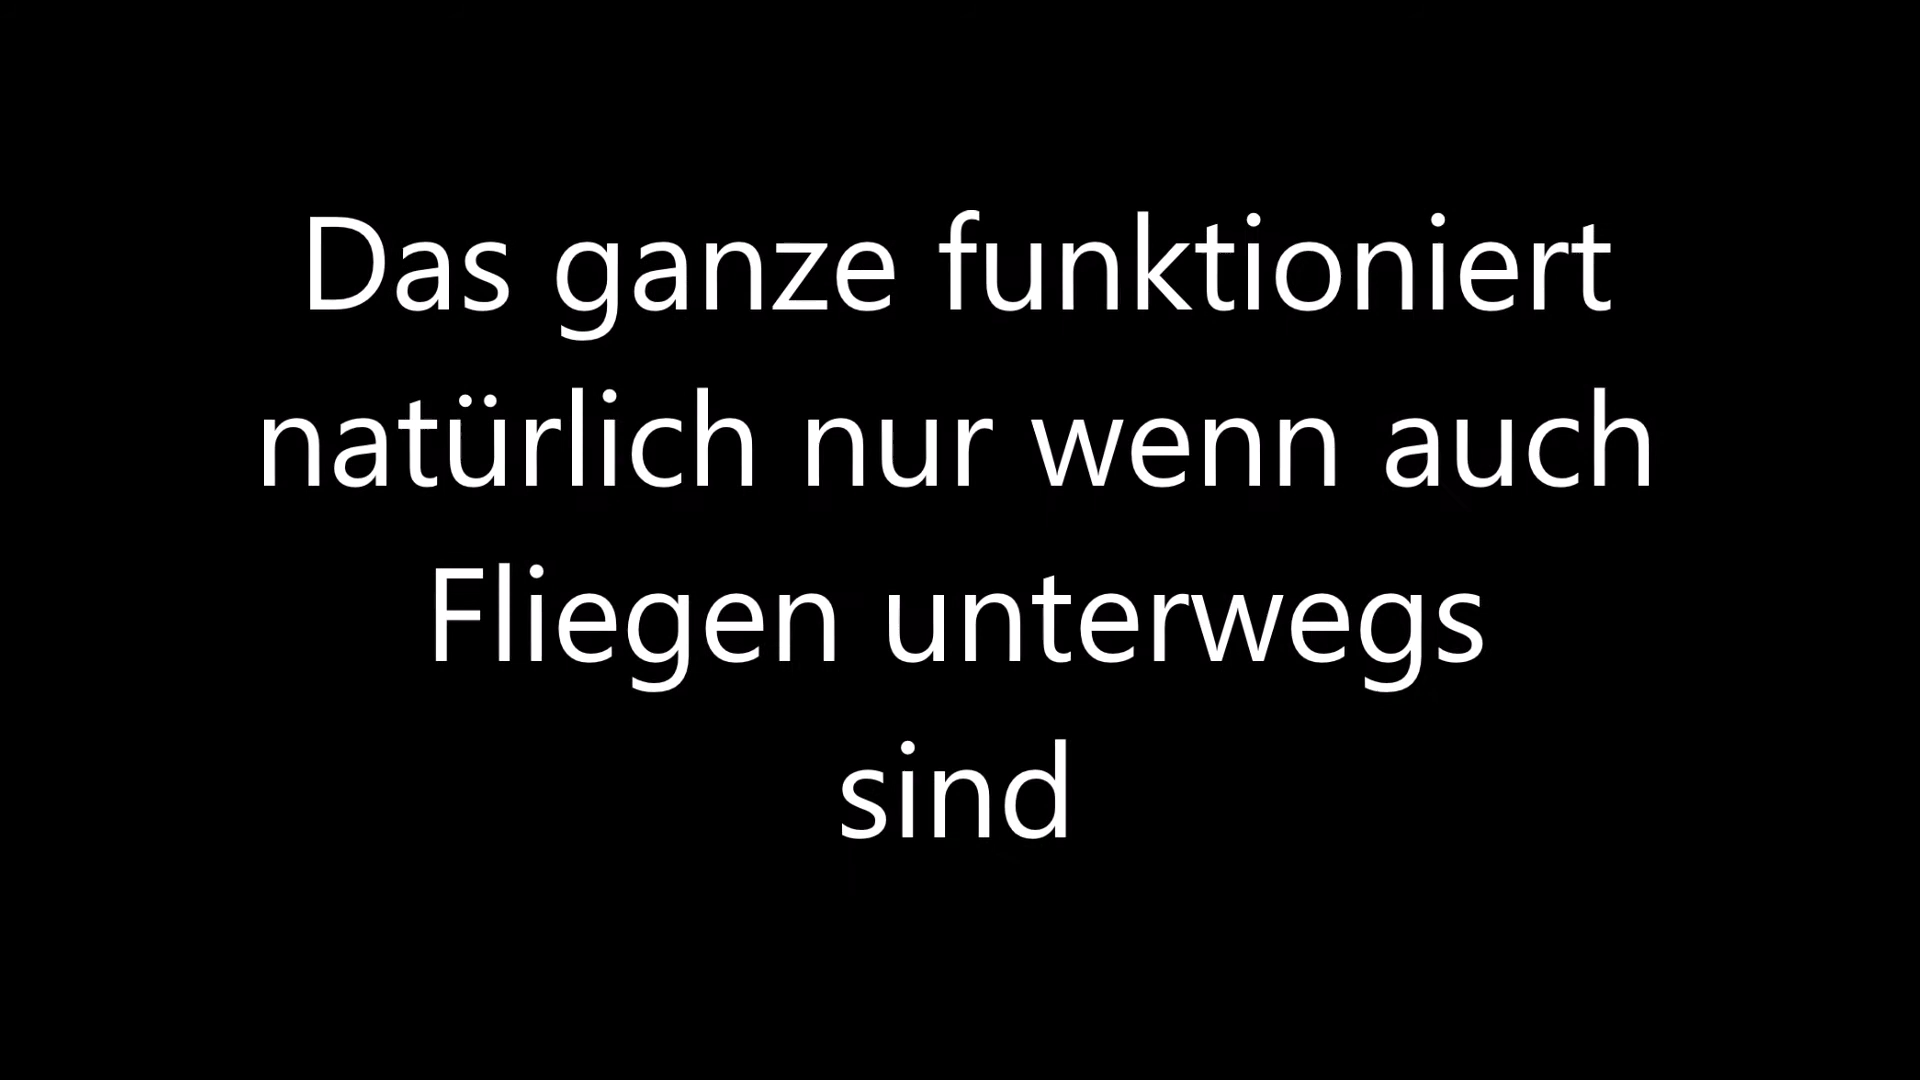 Das ganze funktioniert
natürlich nur wenn auch
Fliegen unterwegs
sind